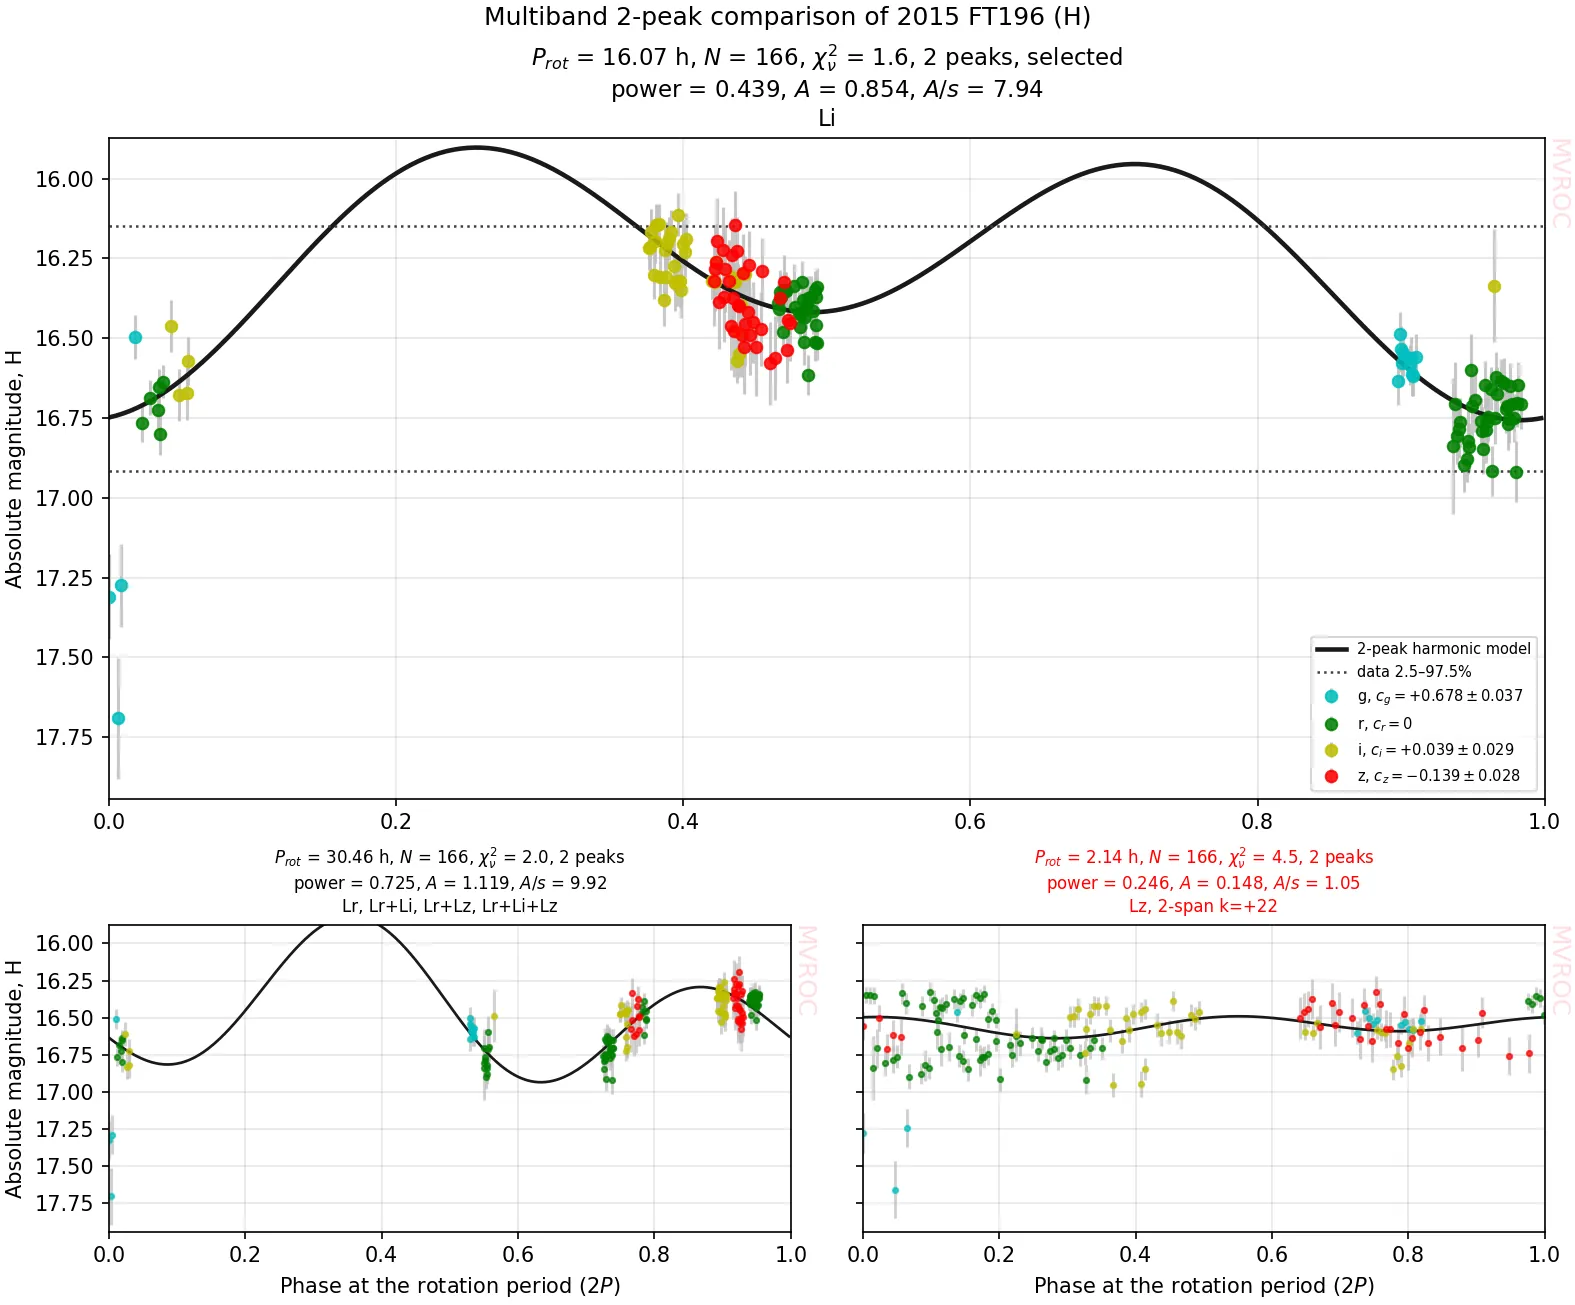 Multiband 2-peak comparison of 2015 FT196 (H)
P_rot = 16.07 h, N = 166, χ²_ν = 1.6, 2 peaks, selected
power = 0.439, A = 0.854, A/s = 7.94
Li
Absolute magnitude, H
16.00
16.25
16.50
16.75
17.00
17.25
17.50
17.75
0.0 0.2 0.4 0.6 0.8 1.0
2-peak harmonic model
data 2.5–97.5%
g, c_g = +0.678 ± 0.037
r, c_r = 0
i, c_i = +0.039 ± 0.029
z, c_z = −0.139 ± 0.028
MVROC
P_rot = 30.46 h, N = 166, χ²_ν = 2.0, 2 peaks
power = 0.725, A = 1.119, A/s = 9.92
Lr, Lr+Li, Lr+Lz, Lr+Li+Lz
Absolute magnitude, H
16.00
16.25
16.50
16.75
17.00
17.25
17.50
17.75
0.0 0.2 0.4 0.6 0.8 1.0
Phase at the rotation period (2P)
MVROC
P_rot = 2.14 h, N = 166, χ²_ν = 4.5, 2 peaks
power = 0.246, A = 0.148, A/s = 1.05
Lz, 2-span k=+22
0.0 0.2 0.4 0.6 0.8 1.0
Phase at the rotation period (2P)
MVROC